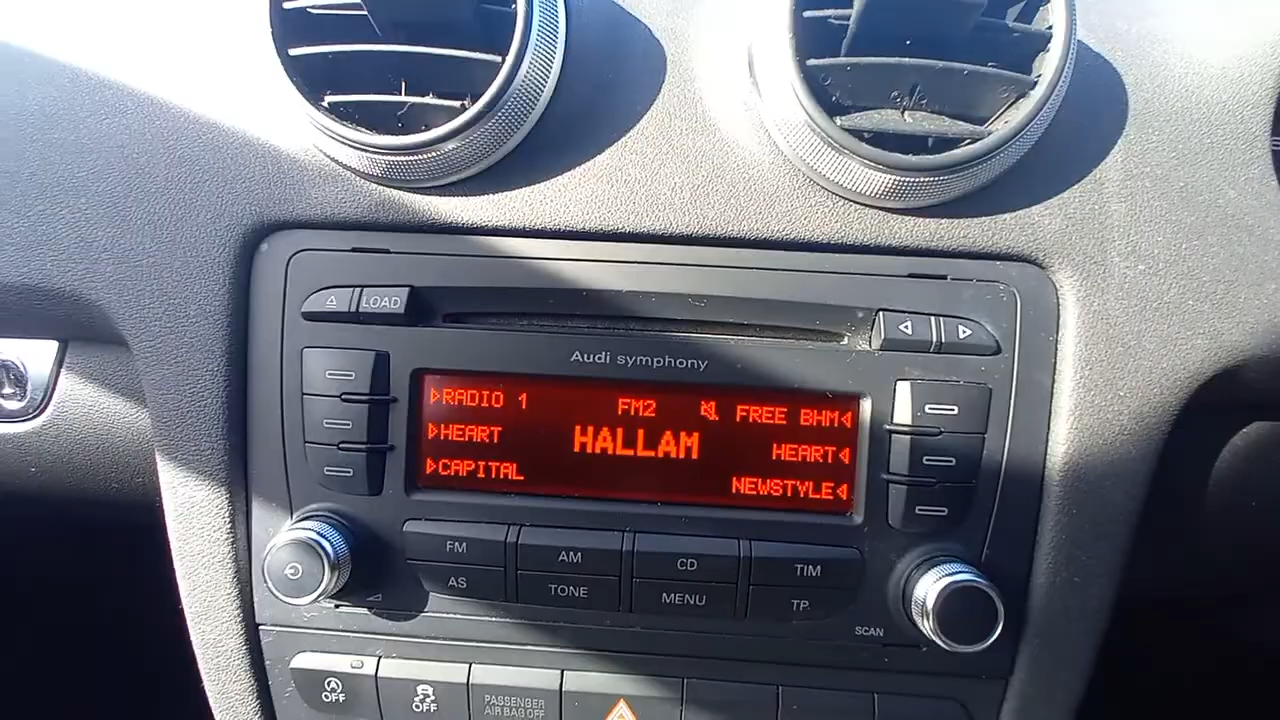 LOAD
Audi symphony
RADIO 1 FM2 FREE BHM
HEART HALLAM HEART
CAPITAL NEWSTYLE
FM AM CD TIM
AS TONE MENU TP
SCAN
OFF OFF PASSENGER
AIR BAG OFF